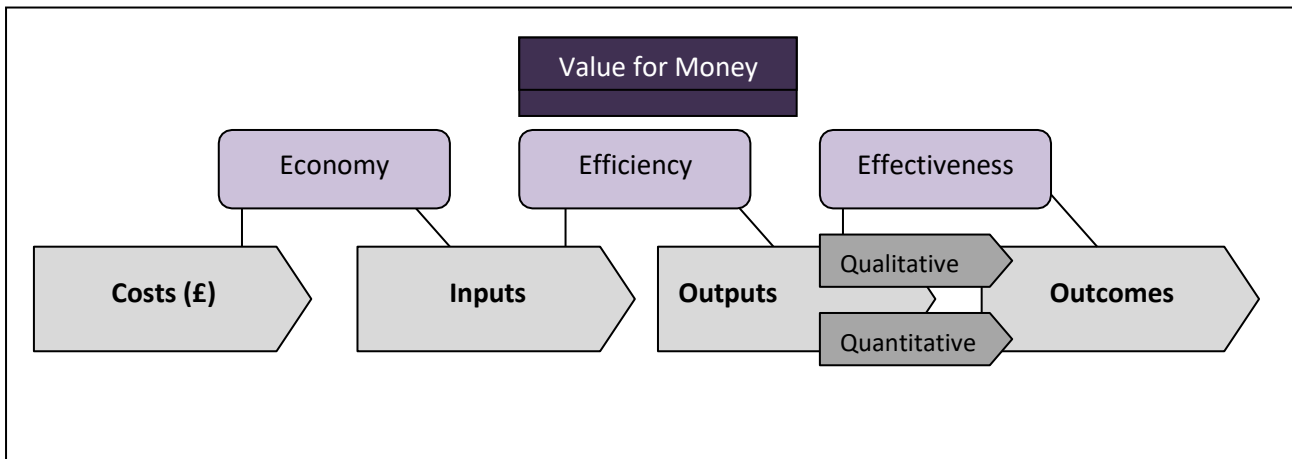 Value for Money
Economy
Efficiency
Effectiveness
Costs (£)
Inputs
Outputs
Qualitative
Quantitative
Outcomes